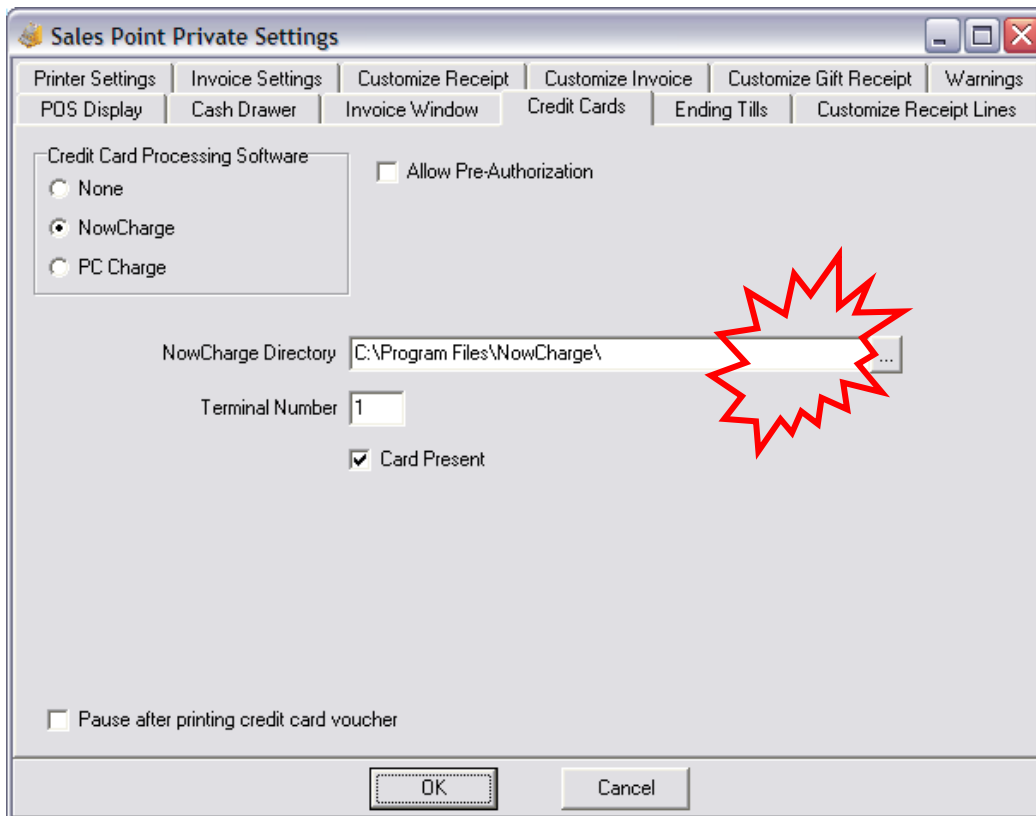 Sales Point Private Settings
Printer Settings Invoice Settings Customize Receipt Customize Invoice Customize Gift Receipt Warnings
POS Display Cash Drawer Invoice Window Credit Cards Ending Tills Customize Receipt Lines
Credit Card Processing Software
Allow Pre-Authorization
None
NowCharge
PC Charge
NowCharge Directory C:\Program Files\NowCharge\ ...
Terminal Number 1
Card Present
Pause after printing credit card voucher
OK Cancel